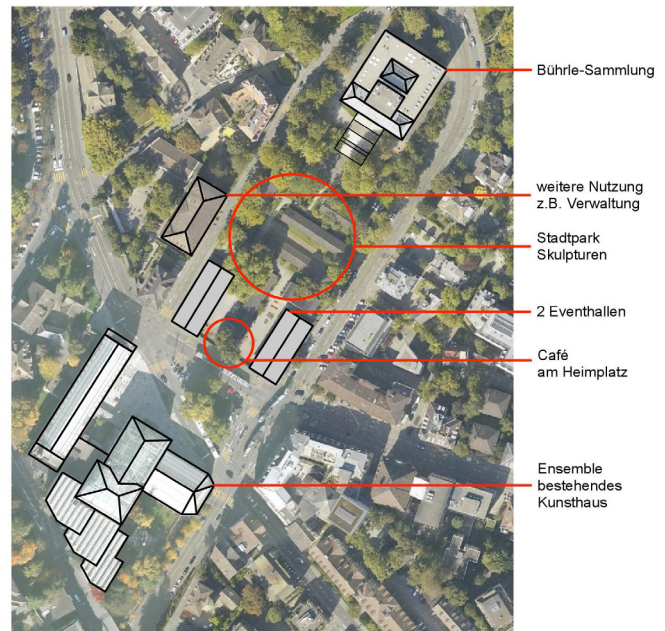 Bührle-Sammlung
weitere Nutzung
z.B. Verwaltung
Stadtpark
Skulpturen
2 Eventhallen
Café
am Heimplatz
Ensemble
bestehendes
Kunsthaus